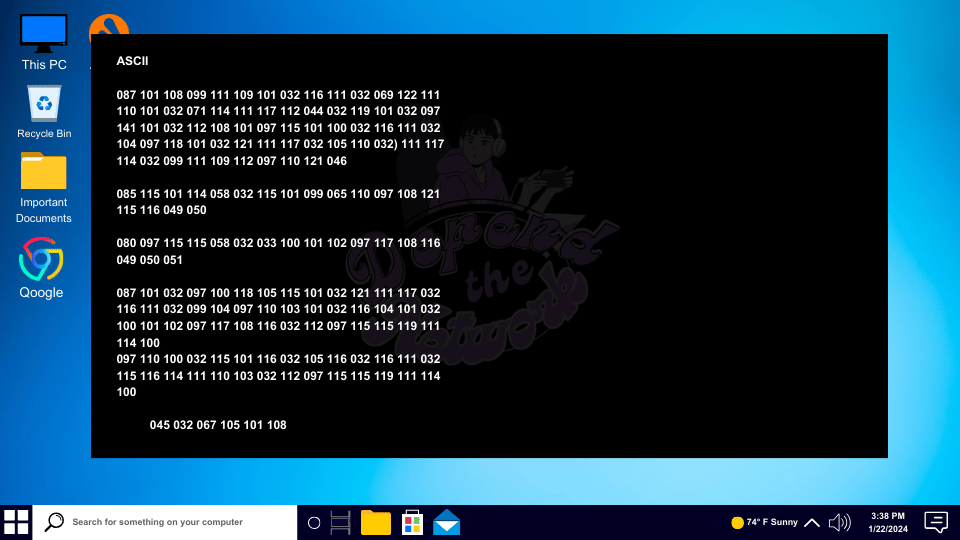 This PC
Recycle Bin
Important
Documents
Qoogle
ASCII
087 101 108 099 111 109 101 032 116 111 032 069 122 111
110 101 032 071 114 111 117 112 044 032 119 101 032 097
141 101 032 112 108 101 097 115 101 100 032 116 111 032
104 097 118 101 032 121 111 117 032 105 110 032) 111 117
114 032 099 111 109 112 097 110 121 046
085 115 101 114 058 032 115 101 099 065 110 097 108 121
115 116 049 050
080 097 115 115 058 032 033 100 101 102 097 117 108 116
049 050 051
087 101 032 097 100 118 105 115 101 032 121 111 117 032
116 111 032 099 104 097 110 103 101 032 116 104 101 032
100 101 102 097 117 108 116 032 112 097 115 115 119 111
114 100
097 110 100 032 115 101 116 032 105 116 032 116 111 032
115 116 114 111 110 103 032 112 097 115 115 119 111 114
100
045 032 067 105 101 108
Depend
the
Network
Search for something on your computer
74° F Sunny
3:38 PM
1/22/2024